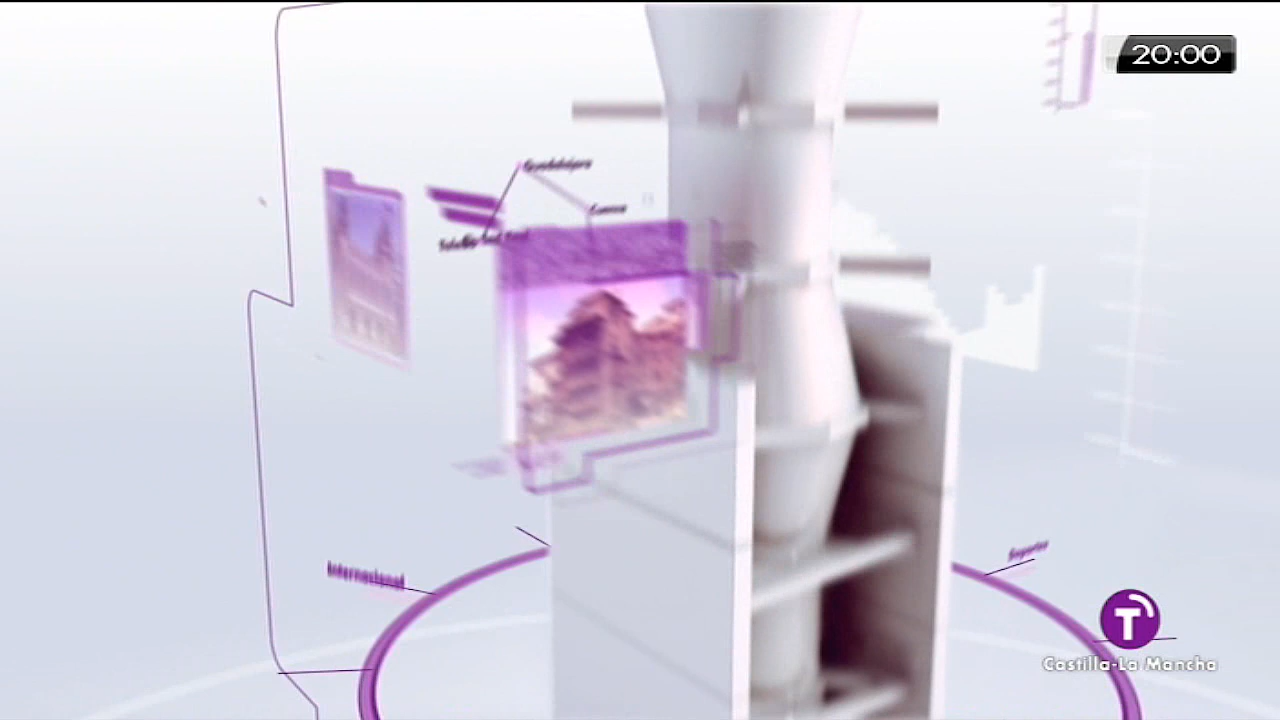 20:00
Guadalajara
Cuenca
Internacional
Deportes
T
Castilla-La Mancha